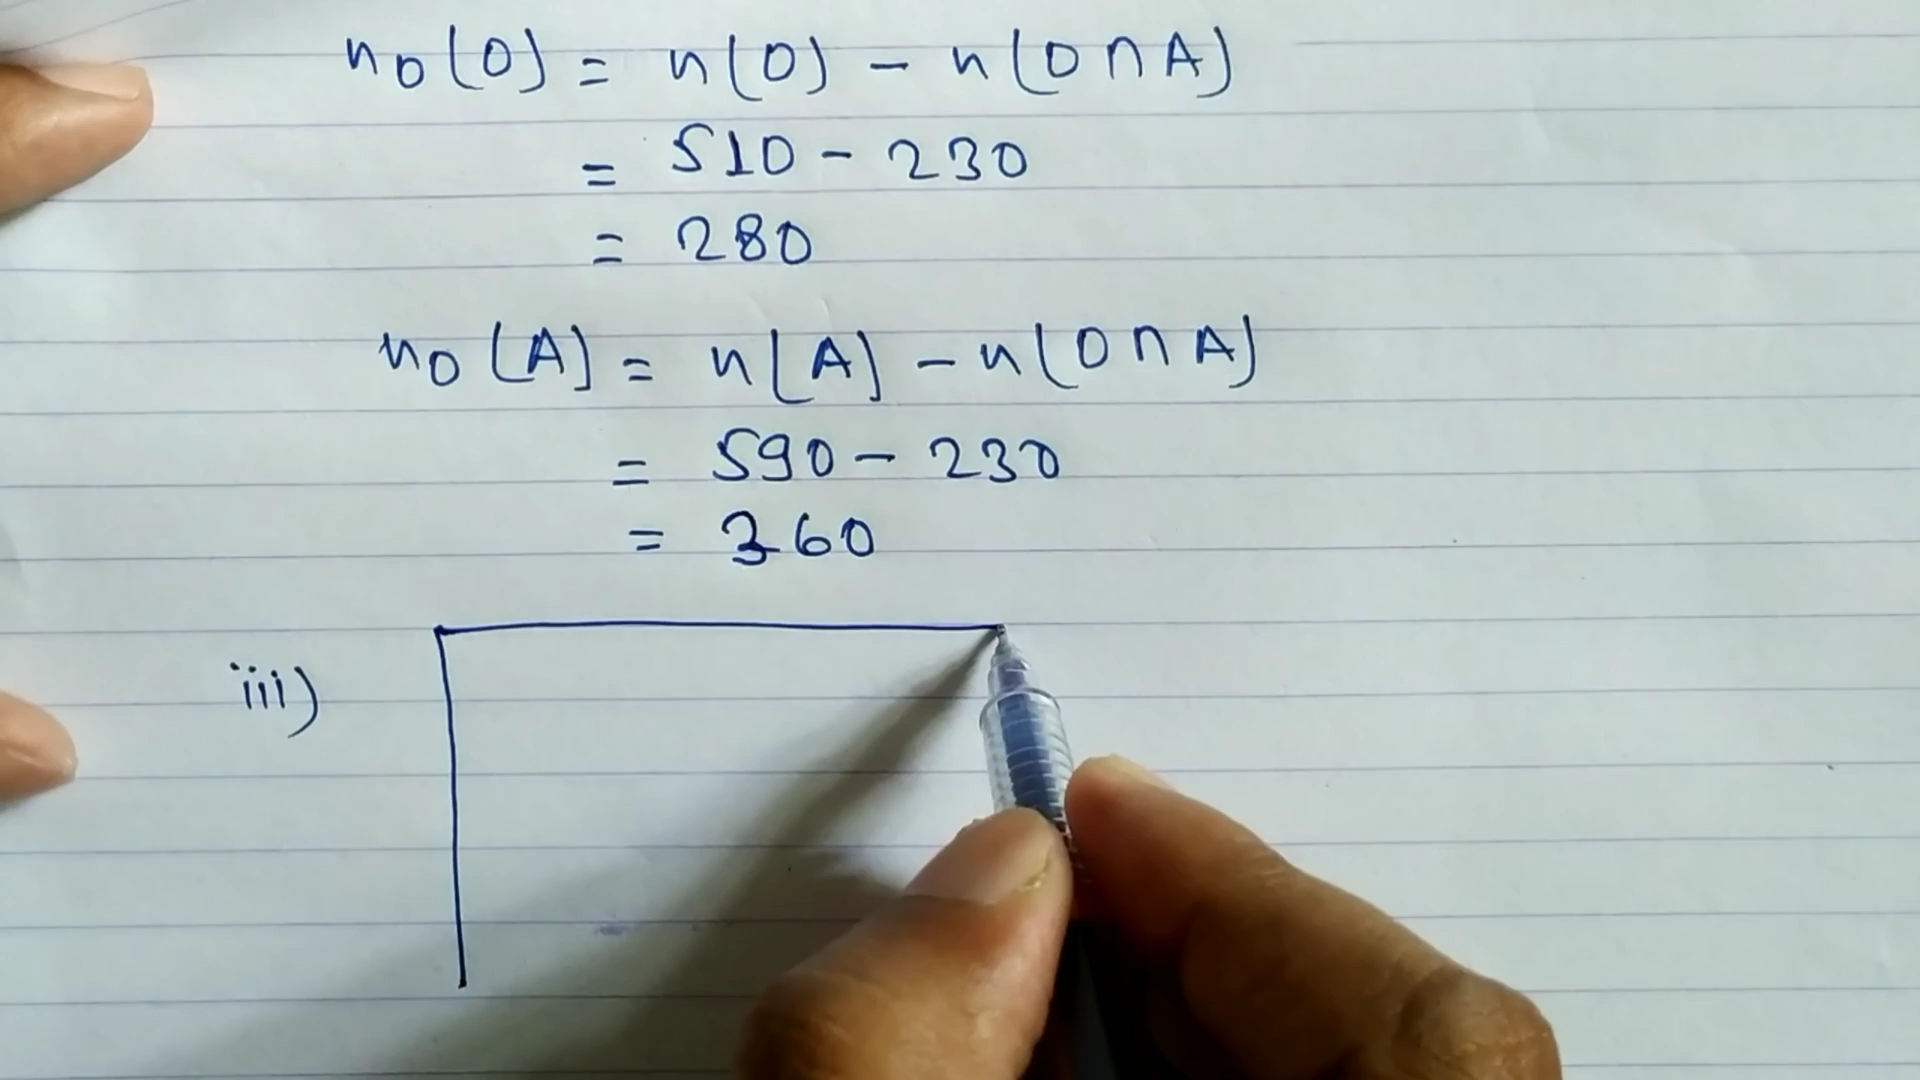 n₀(O) = n(O) - n(O∩A)
= 510 - 230
= 280
n₀[A] = n[A] - n(O∩A)
= 590 - 230
= 360
iii)